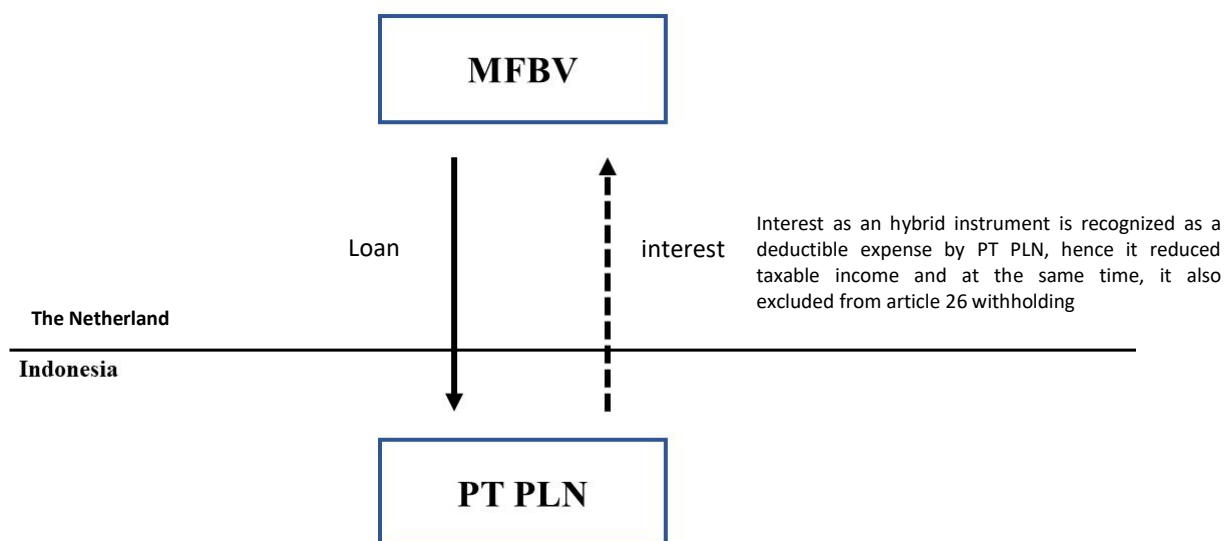 MFBV
Loan
interest
Interest as an hybrid instrument is recognized as a
deductible expense by PT PLN, hence it reduced
taxable income and at the same time, it also
excluded from article 26 withholding
The Netherland
Indonesia
PT PLN